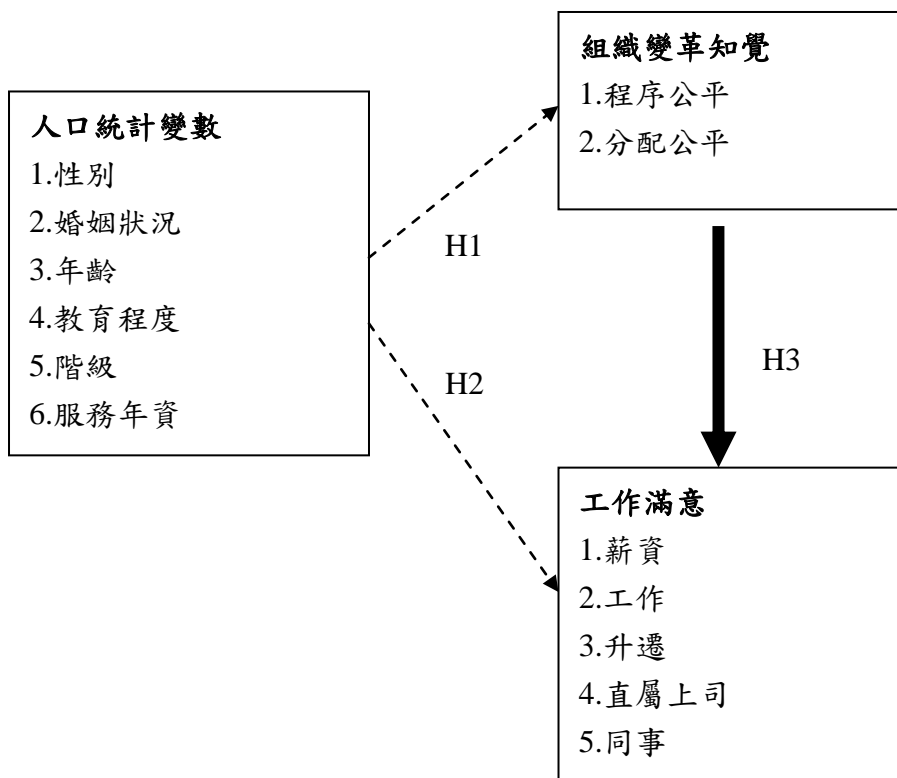 組織變革知覺
1.程序公平
2.分配公平
人口統計變數
1.性別
2.婚姻狀況
3.年齡
4.教育程度
5.階級
6.服務年資
H1
H2
H3
工作滿意
1.薪資
2.工作
3.升遷
4.直屬上司
5.同事